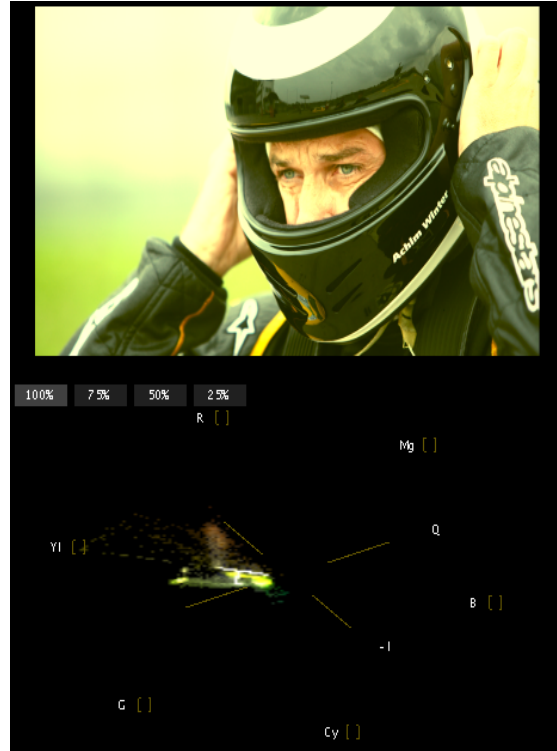 Achim Winter
alpinestars
100% 75% 50% 25%
R
Mg
Q
Yl
B
-I
G
Cy